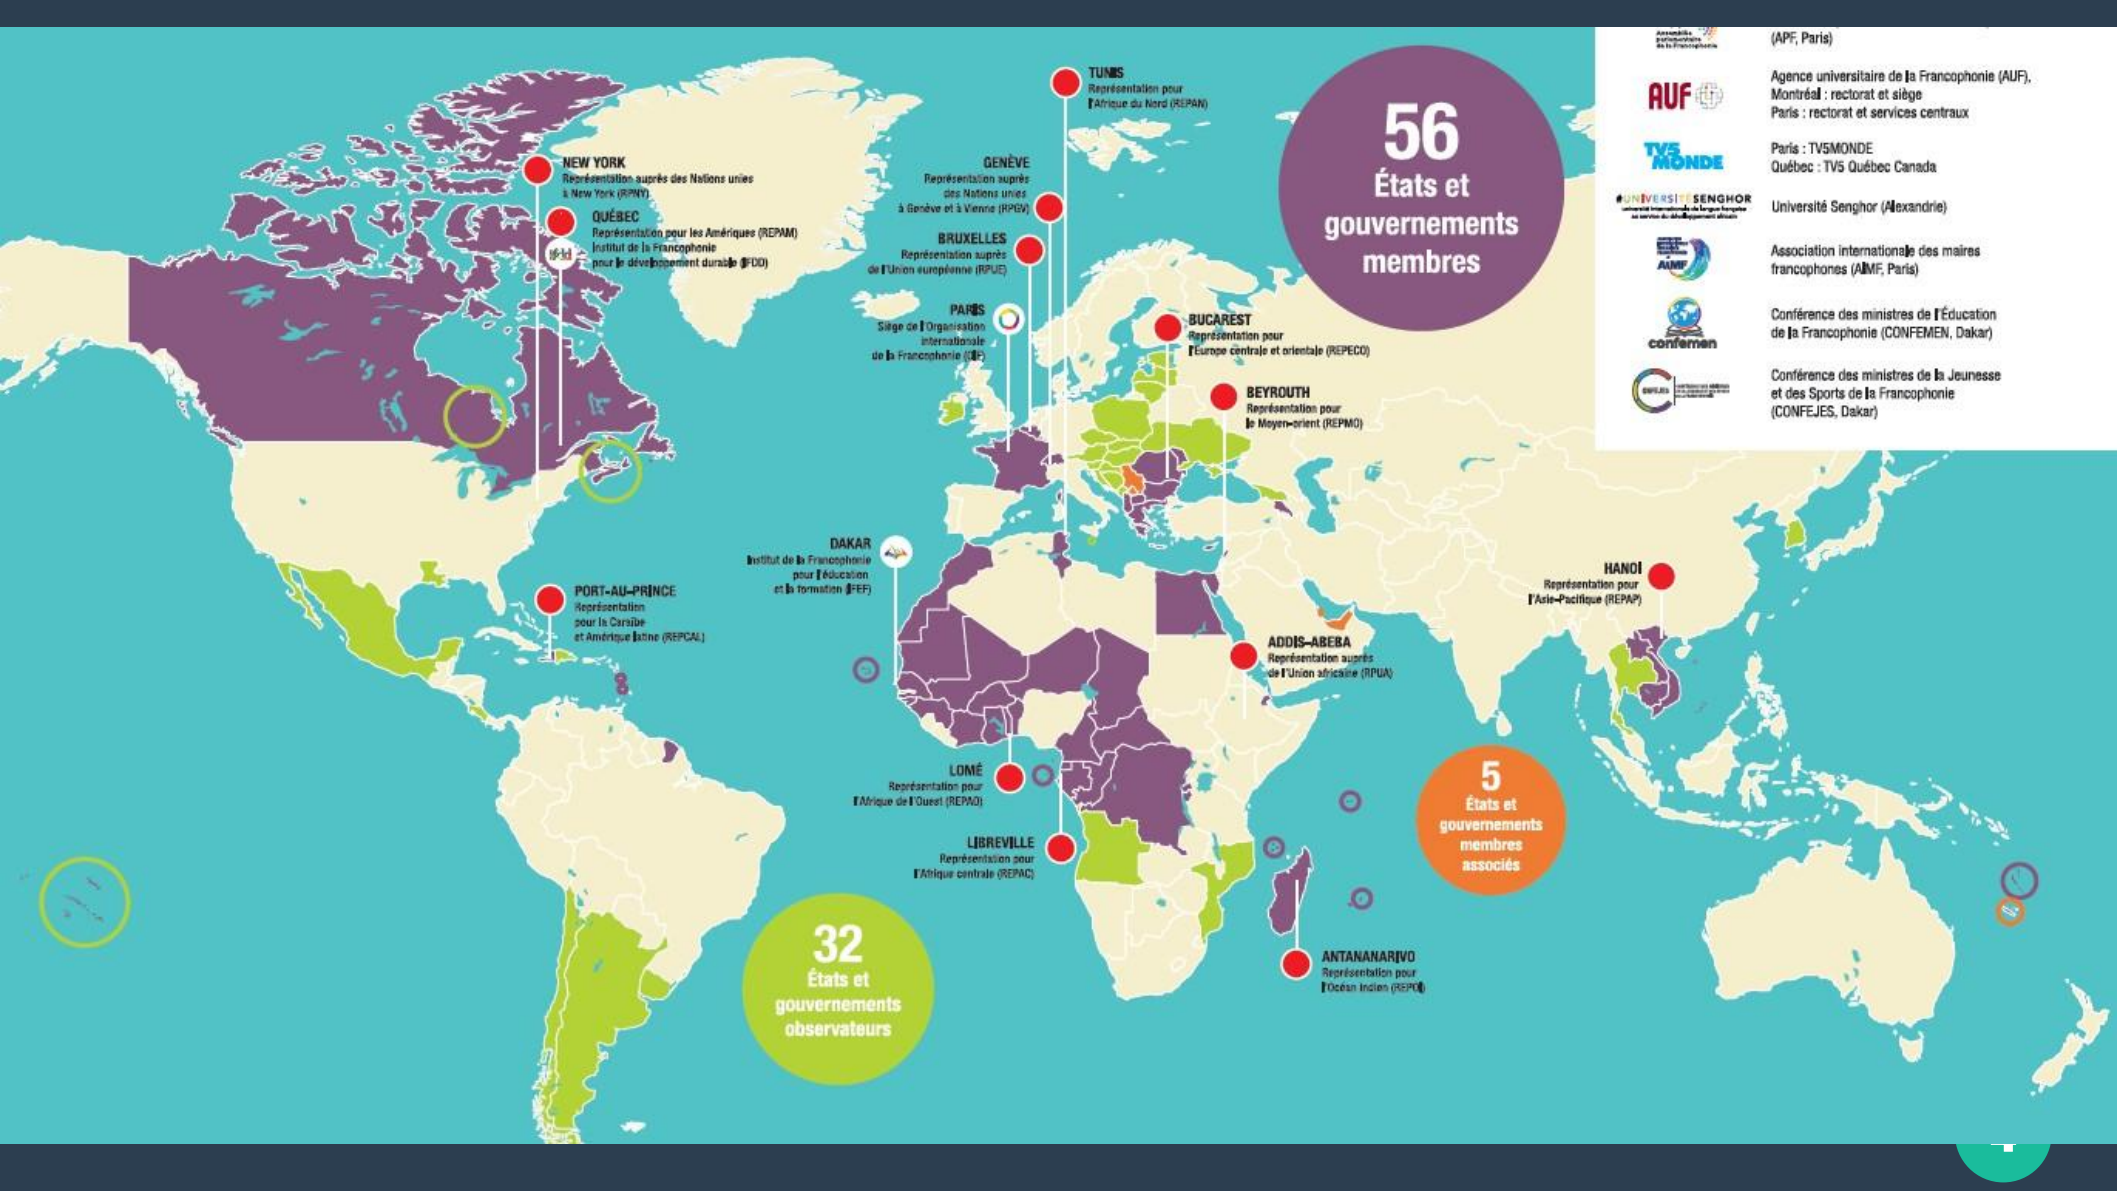 NEW YORK
Représentation auprès des Nations unies
à New York (RPNY)
QUÉBEC
Représentation pour les Amériques (REPAM)
Institut de la Francophonie
pour le développement durable (IFDD)
TUNIS
Représentation pour
l'Afrique du Nord (REPAN)
GENÈVE
Représentation auprès
des Nations unies
à Genève et à Vienne (RPGV)
BRUXELLES
Représentation auprès
de l'Union européenne (RPUE)
PARIS
Siège de l'Organisation
internationale
de la Francophonie (OIF)
BUCAREST
Représentation pour
l'Europe centrale et orientale (REPECO)
BEYROUTH
Représentation pour
le Moyen-orient (REPMO)
56
États et
gouvernements
membres
(APF, Paris)
AUF
Agence universitaire de la Francophonie (AUF),
Montréal : rectorat et siège
Paris : rectorat et services centraux
TV5
MONDE
Paris : TV5MONDE
Québec : TV5 Québec Canada
#UNIVERSITÉSENGHOR
Université Senghor (Alexandrie)
AIMF
Association internationale des maires
francophones (AIMF, Paris)
confemen
Conférence des ministres de l'Éducation
de la Francophonie (CONFEMEN, Dakar)
CONFEJES
Conférence des ministres de la Jeunesse
et des Sports de la Francophonie
(CONFEJES, Dakar)
DAKAR
Institut de la Francophonie
pour l'éducation
et la formation (IFEF)
PORT-AU-PRINCE
Représentation
pour la Caraïbe
et Amérique latine (REPCAL)
HANOÏ
Représentation pour
l'Asie-Pacifique (REPAP)
ADDIS-ABEBA
Représentation auprès
de l'Union africaine (RPUA)
LOMÉ
Représentation pour
l'Afrique de l'Ouest (REPAO)
LIBREVILLE
Représentation pour
l'Afrique centrale (REPAC)
5
États et
gouvernements
membres
associés
32
États et
gouvernements
observateurs
ANTANANARIVO
Représentation pour
l'Océan Indien (REPOI)